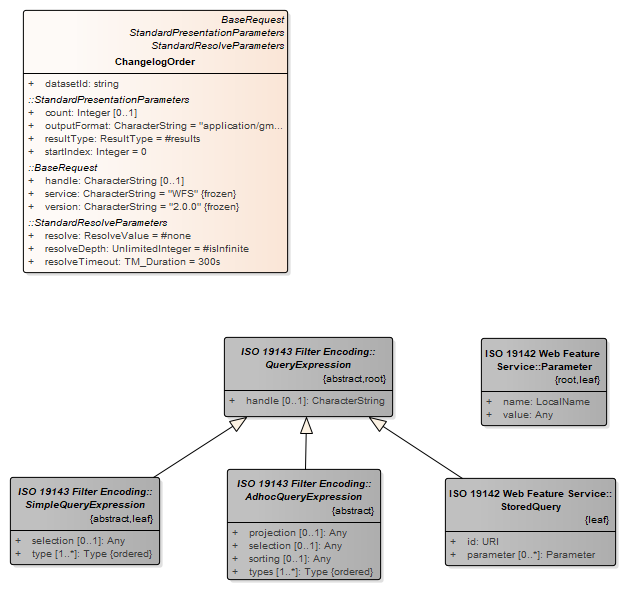 BaseRequest
StandardPresentationParameters
StandardResolveParameters
ChangelogOrder
+ datasetId: string
::StandardPresentationParameters
+ count: Integer [0..1]
+ outputFormat: CharacterString = "application/gm...
+ resultType: ResultType = #results
+ startIndex: Integer = 0
::BaseRequest
+ handle: CharacterString [0..1]
+ service: CharacterString = "WFS" {frozen}
+ version: CharacterString = "2.0.0" {frozen}
::StandardResolveParameters
+ resolve: ResolveValue = #none
+ resolveDepth: UnlimitedInteger = #isInfinite
+ resolveTimeout: TM_Duration = 300s
ISO 19143 Filter Encoding::
QueryExpression
{abstract,root}
+ handle [0..1]: CharacterString
ISO 19142 Web Feature
Service::Parameter
{root,leaf}
+ name: LocalName
+ value: Any
ISO 19143 Filter Encoding::
SimpleQueryExpression
{abstract,leaf}
+ selection [0..1]: Any
+ type [1..*]: Type {ordered}
ISO 19143 Filter Encoding::
AdhocQueryExpression
{abstract}
+ projection [0..1]: Any
+ selection [0..1]: Any
+ sorting [0..1]: Any
+ types [1..*]: Type {ordered}
ISO 19142 Web Feature Service::
StoredQuery
{leaf}
+ id: URI
+ parameter [0..*]: Parameter